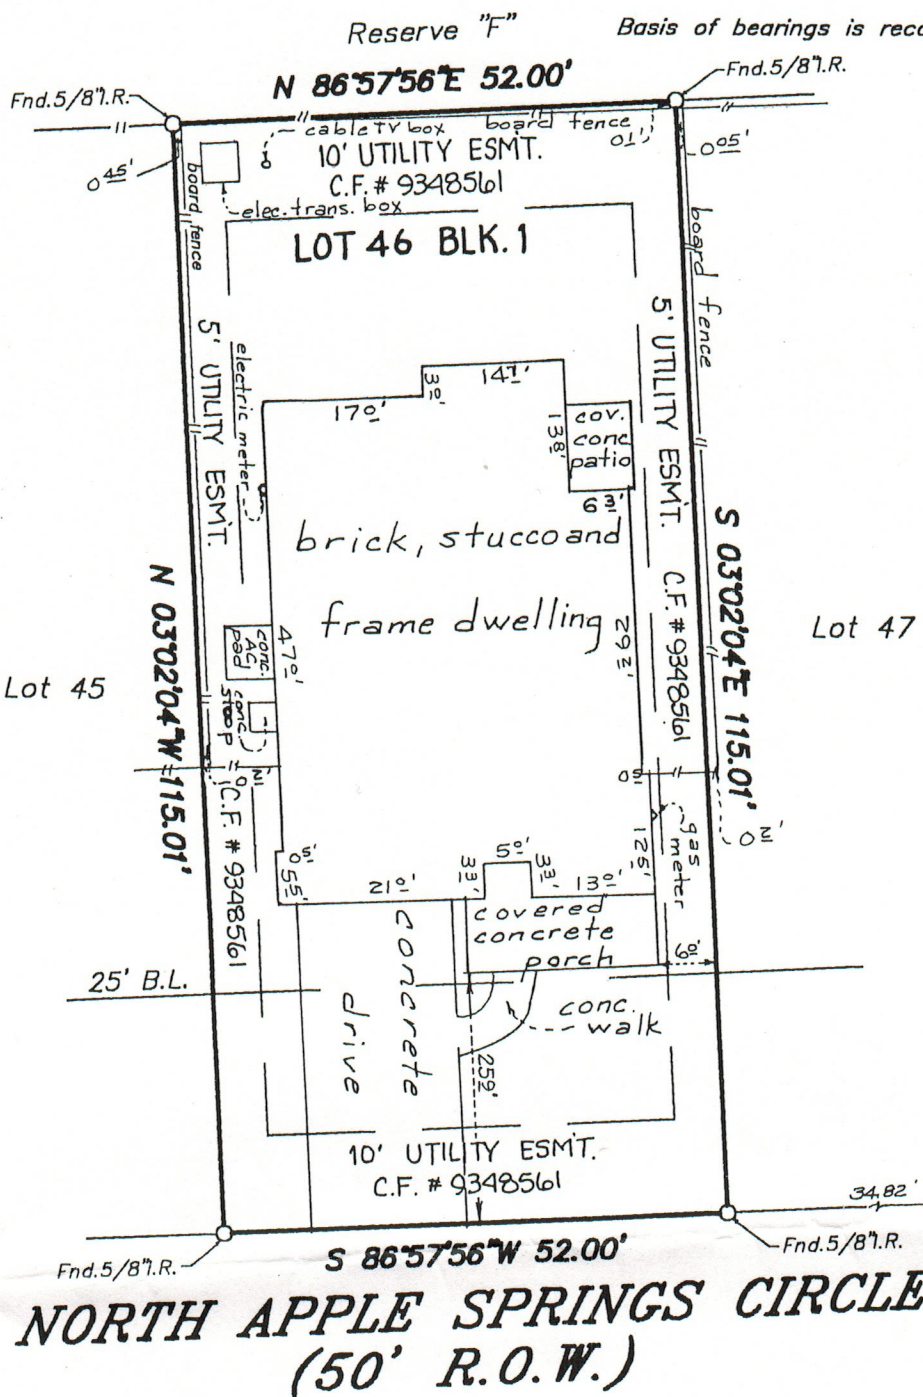 Reserve "F"
Basis of bearings is reco
N 86°57'56"E 52.00'
Fnd.5/8"I.R.
Fnd.5/8"I.R.
cable TV box
board fence
0 1'
0 05'
0 45'
10' UTILITY ESMT.
C.F. # 9348561
elec. trans. box
board fence
board fence
LOT 46 BLK. 1
5' UTILITY ESM'T.
electric meter
5' UTILITY ESM'T. C.F. # 9348561
17 0'
3 0'
14 1'
13 8'
cov.
conc
patio
6 3'
brick, stucco and
frame dwelling
29 2'
47 0'
N 03°02'04"W 115.01'
S 03°02'04"E 115.01'
Lot 45
Lot 47
conc.
AC
pad
conc.
stoop
C.F. # 9348561
0 5'
0 2'
gas
meter
12 5'
0 5'
5 5'
21 0'
3 3'
5 0'
3 3'
13 0'
covered
concrete
porch
25' B.L.
concrete
drive
conc.
walk
25 9'
10' UTILITY ESM'T.
C.F. # 9348561
34.82'
Fnd.5/8"I.R.
S 86°57'56"W 52.00'
Fnd.5/8"I.R.
NORTH APPLE SPRINGS CIRCLE
(50' R.O.W.)